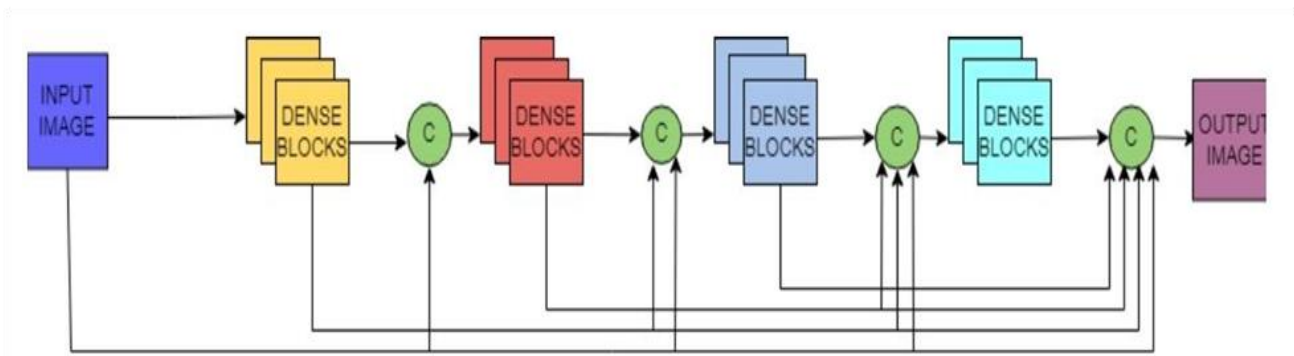 INPUT
IMAGE
DENSE
BLOCKS
C
DENSE
BLOCKS
C
DENSE
BLOCKS
C
DENSE
BLOCKS
C
OUTPUT
IMAGE